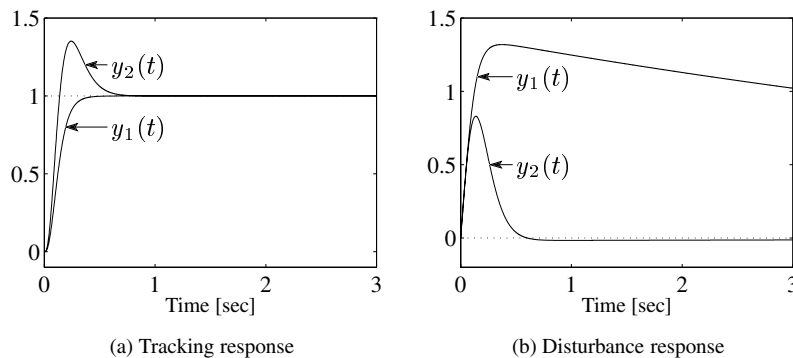 1.5
1
0.5
0
y₂(t)
y₁(t)
0
1
2
3
Time [sec]
(a) Tracking response
1.5
1
0.5
0
y₁(t)
y₂(t)
0
1
2
3
Time [sec]
(b) Disturbance response